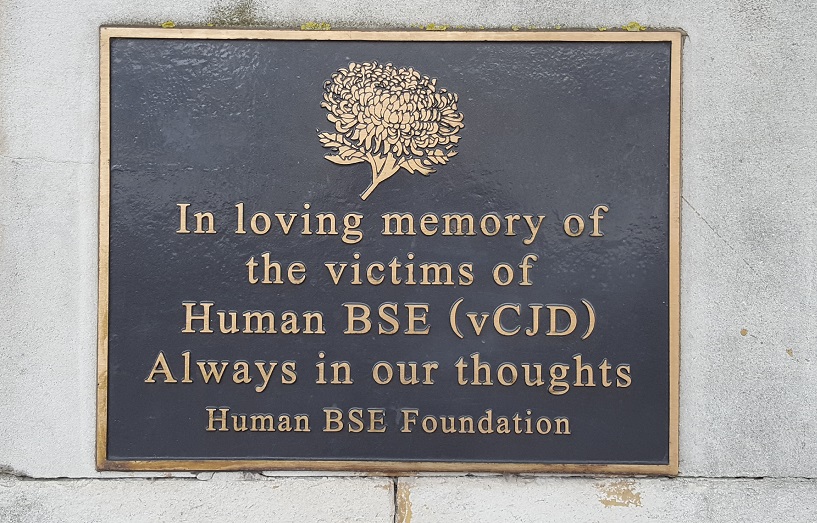 In loving memory of
the victims of
Human BSE (vCJD)
Always in our thoughts
Human BSE Foundation